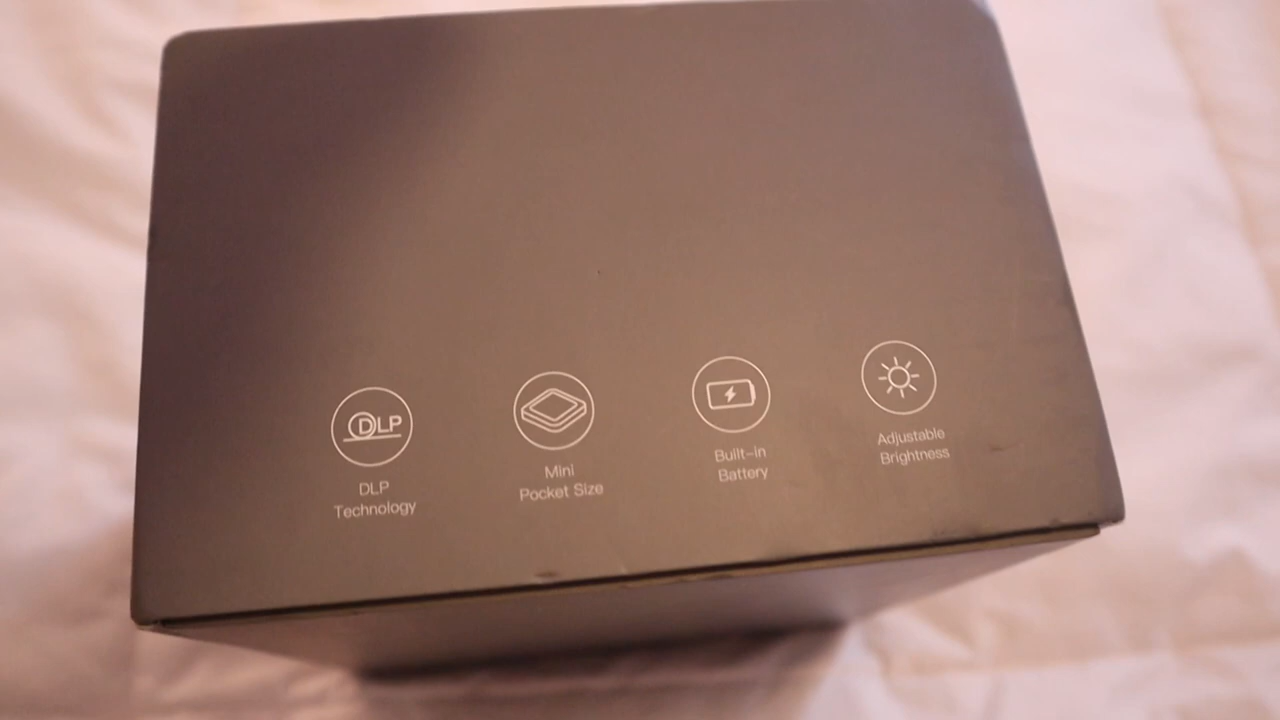 DLP
DLP
Technology
Mini
Pocket Size
Built-in
Battery
Adjustable
Brightness